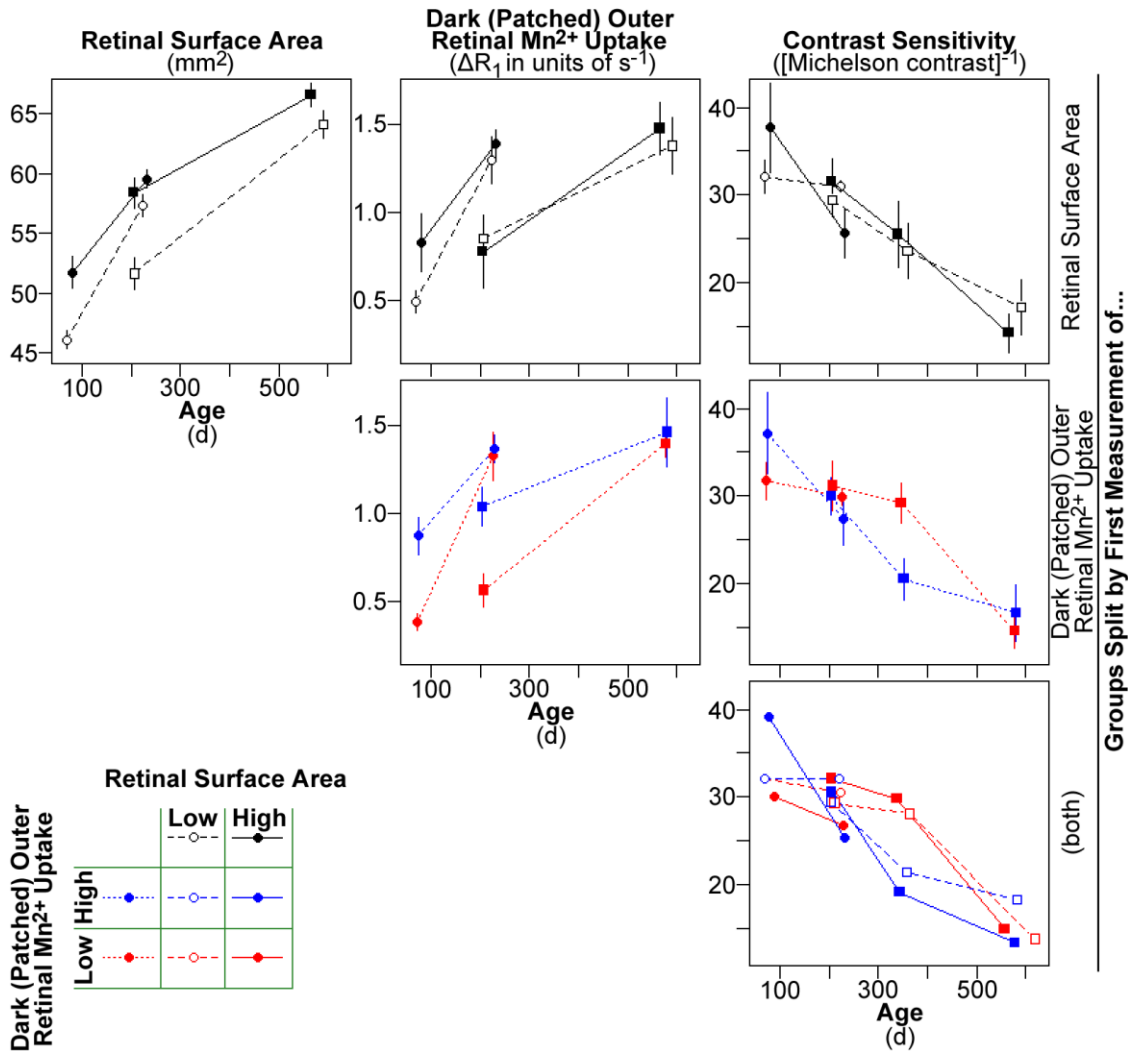 Retinal Surface Area
(mm²)
Dark (Patched) Outer
Retinal Mn²⁺ Uptake
(ΔR₁ in units of s⁻¹)
Contrast Sensitivity
([Michelson contrast]⁻¹)
65
60
55
50
45
100
300
500
Age
(d)
1.5
1.0
0.5
40
30
20
Retinal Surface Area
1.5
1.0
0.5
100
300
500
Age
(d)
40
30
20
Dark (Patched) Outer
Retinal Mn²⁺ Uptake
40
30
20
100
300
500
Age
(d)
(both)
Groups Split by First Measurement of...
Retinal Surface Area
Low High
High
Low
Dark (Patched) Outer
Retinal Mn²⁺ Uptake